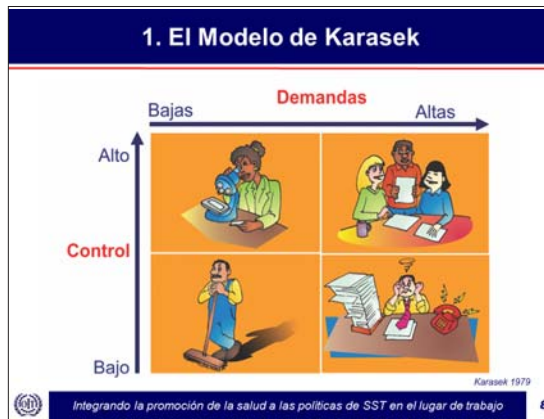 1. El Modelo de Karasek
Demandas
Bajas
Altas
Alto
Control
Bajo
Karasek 1979
Integrando la promoción de la salud a las políticas de SST en el lugar de trabajo